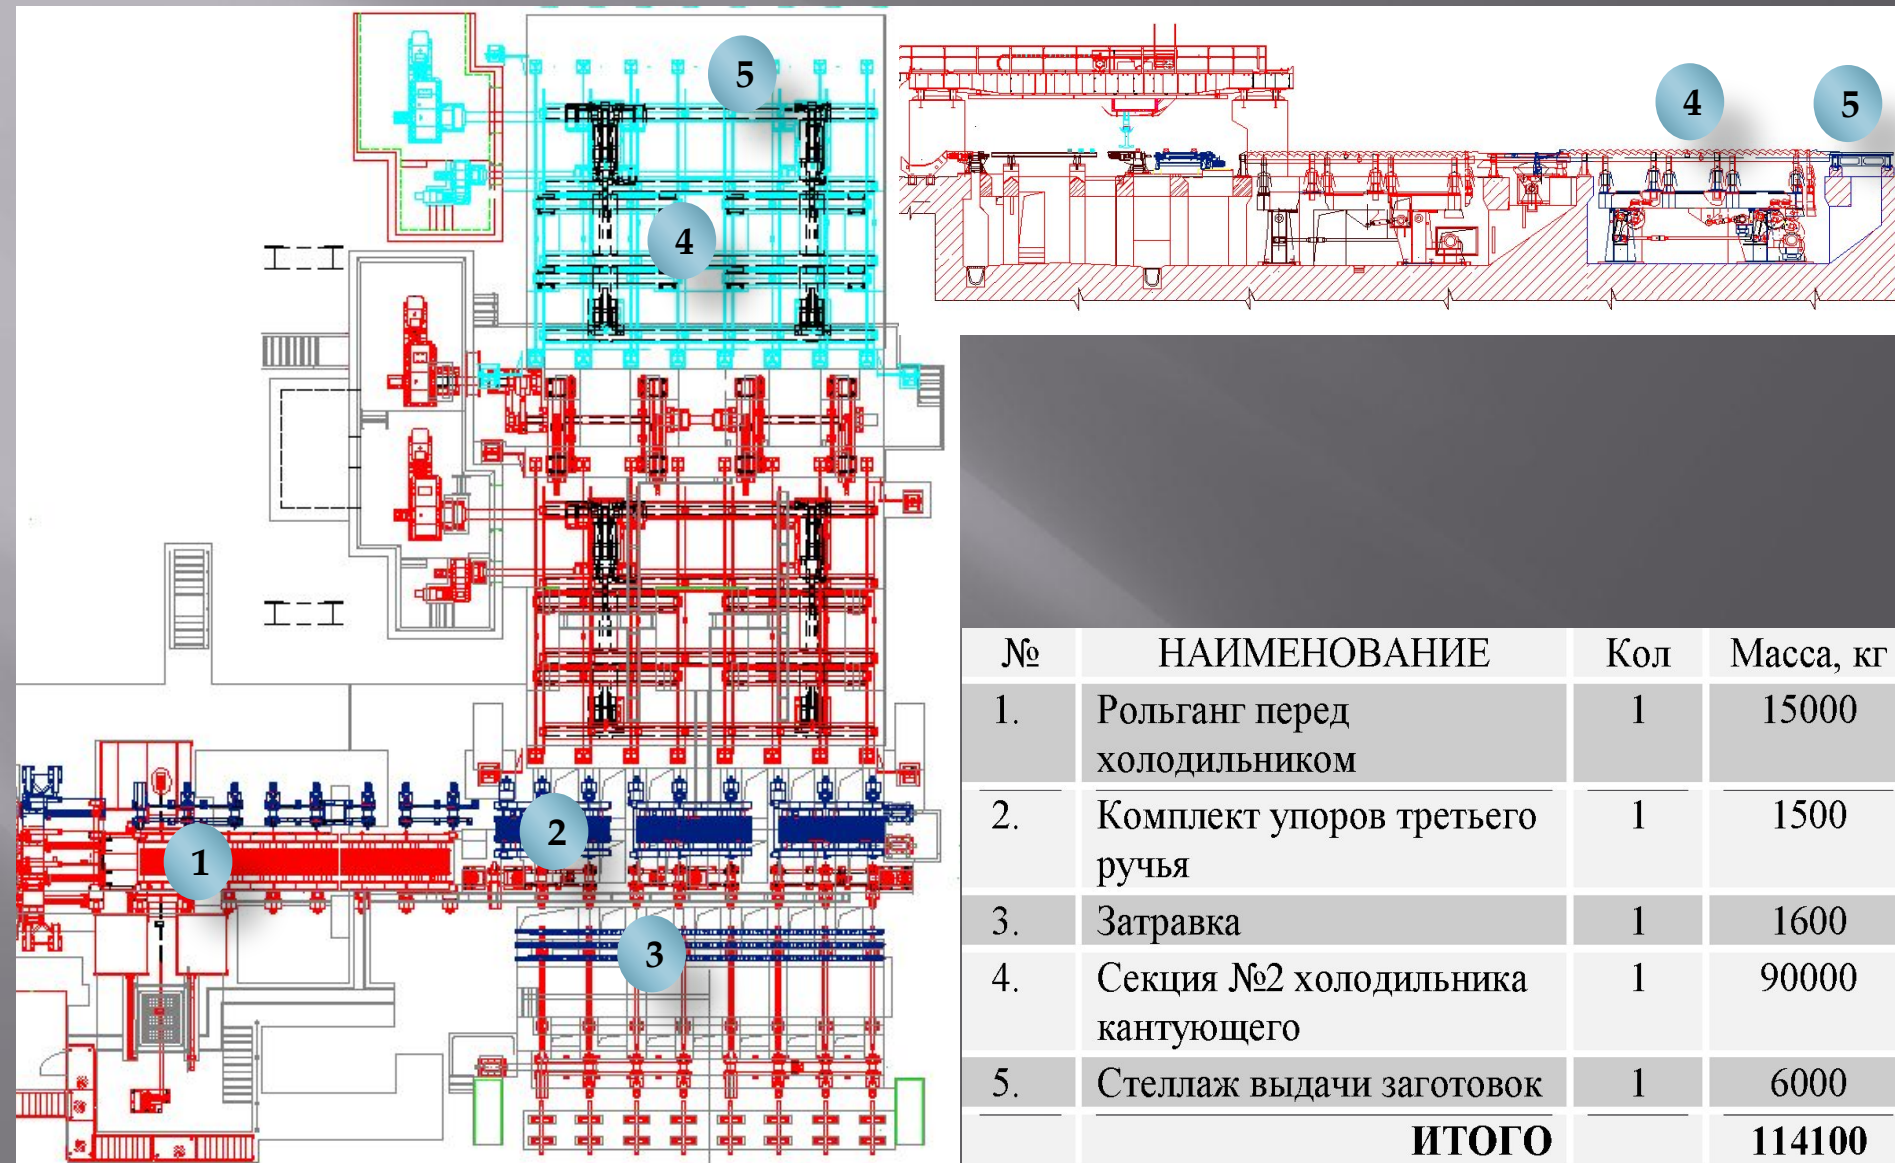 5
4
5
4
1
2
3
№ НАИМЕНОВАНИЕ Кол Масса, кг
1. Рольганг перед 1 15000
холодильником
2. Комплект упоров третьего 1 1500
ручья
3. Затравка 1 1600
4. Секция №2 холодильника 1 90000
кантующего
5. Стеллаж выдачи заготовок 1 6000
ИТОГО 114100